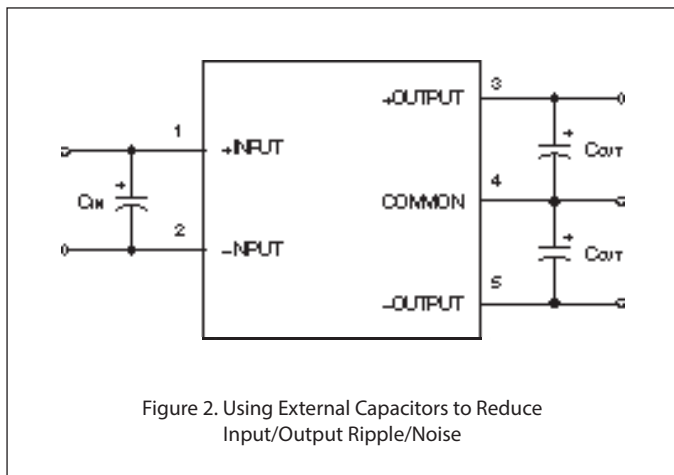 3
+OUTPUT
1
+INPUT
+
COUT
+
CIN
4
COMMON
2
–INPUT
+
COUT
5
–OUTPUT
Figure 2. Using External Capacitors to Reduce
Input/Output Ripple/Noise